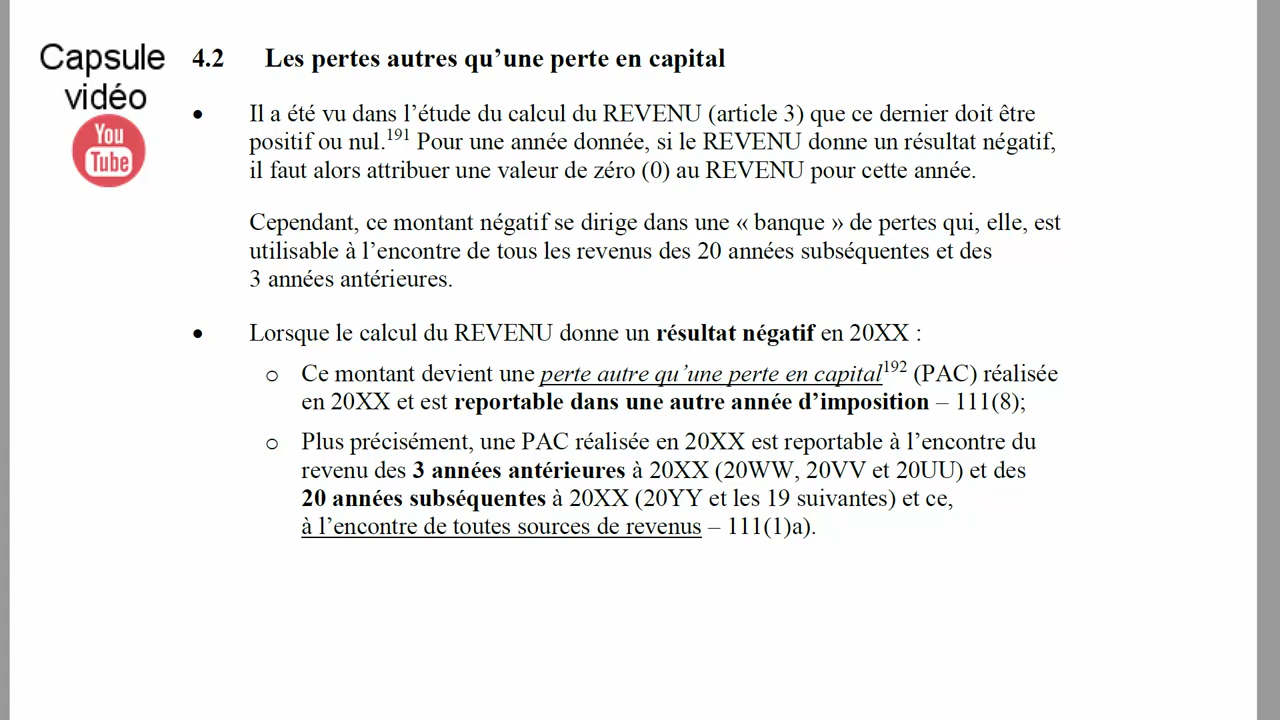 Capsule
vidéo
You
Tube
4.2 Les pertes autres qu’une perte en capital
• Il a été vu dans l’étude du calcul du REVENU (article 3) que ce dernier doit être
positif ou nul.191 Pour une année donnée, si le REVENU donne un résultat négatif,
il faut alors attribuer une valeur de zéro (0) au REVENU pour cette année.
Cependant, ce montant négatif se dirige dans une « banque » de pertes qui, elle, est
utilisable à l’encontre de tous les revenus des 20 années subséquentes et des
3 années antérieures.
• Lorsque le calcul du REVENU donne un résultat négatif en 20XX :
o Ce montant devient une perte autre qu’une perte en capital192 (PAC) réalisée
en 20XX et est reportable dans une autre année d’imposition – 111(8);
o Plus précisément, une PAC réalisée en 20XX est reportable à l’encontre du
revenu des 3 années antérieures à 20XX (20WW, 20VV et 20UU) et des
20 années subséquentes à 20XX (20YY et les 19 suivantes) et ce,
à l’encontre de toutes sources de revenus – 111(1)a).